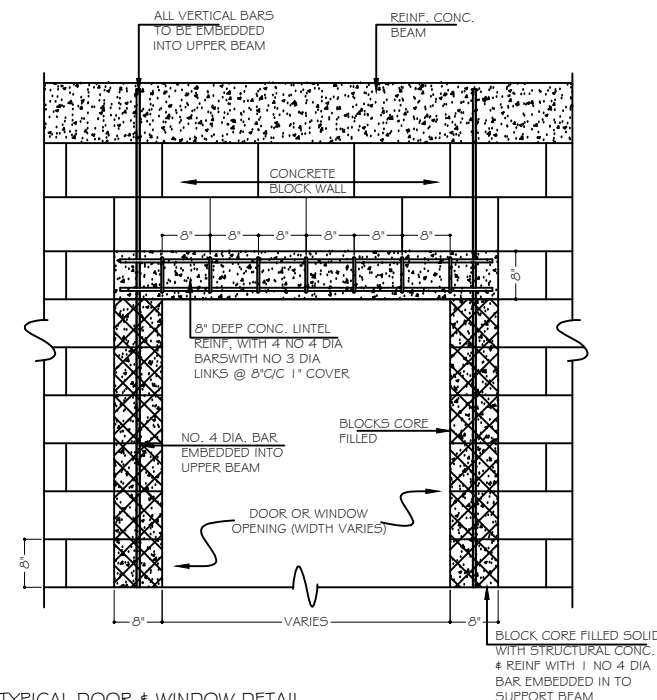 ALL VERTICAL BARS
TO BE EMBEDDED
INTO UPPER BEAM
REINF. CONC.
BEAM
CONCRETE
BLOCK WALL
8"
8"
8"
8"
8"
8"
8"
8" DEEP CONC. LINTEL
REINF, WITH 4 NO 4 DIA
BARSWITH NO 3 DIA
LINKS @ 8"C/C 1" COVER
BLOCKS CORE
FILLED
NO. 4 DIA. BAR
EMBEDDED INTO
UPPER BEAM
DOOR OR WINDOW
OPENING (WIDTH VARIES)
8"
8"
VARIES
8"
BLOCK CORE FILLED SOLID
WITH STRUCTURAL CONC.
& REINF WITH 1 NO 4 DIA
BAR EMBEDDED IN TO
SUPPORT BEAM
TYPICAL DOOR & WINDOW DETAIL